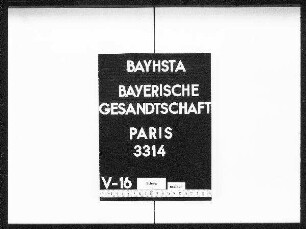 BAYHSTA
BAYERISCHE
GESANDTSCHAFT
PARIS
3314
V-16